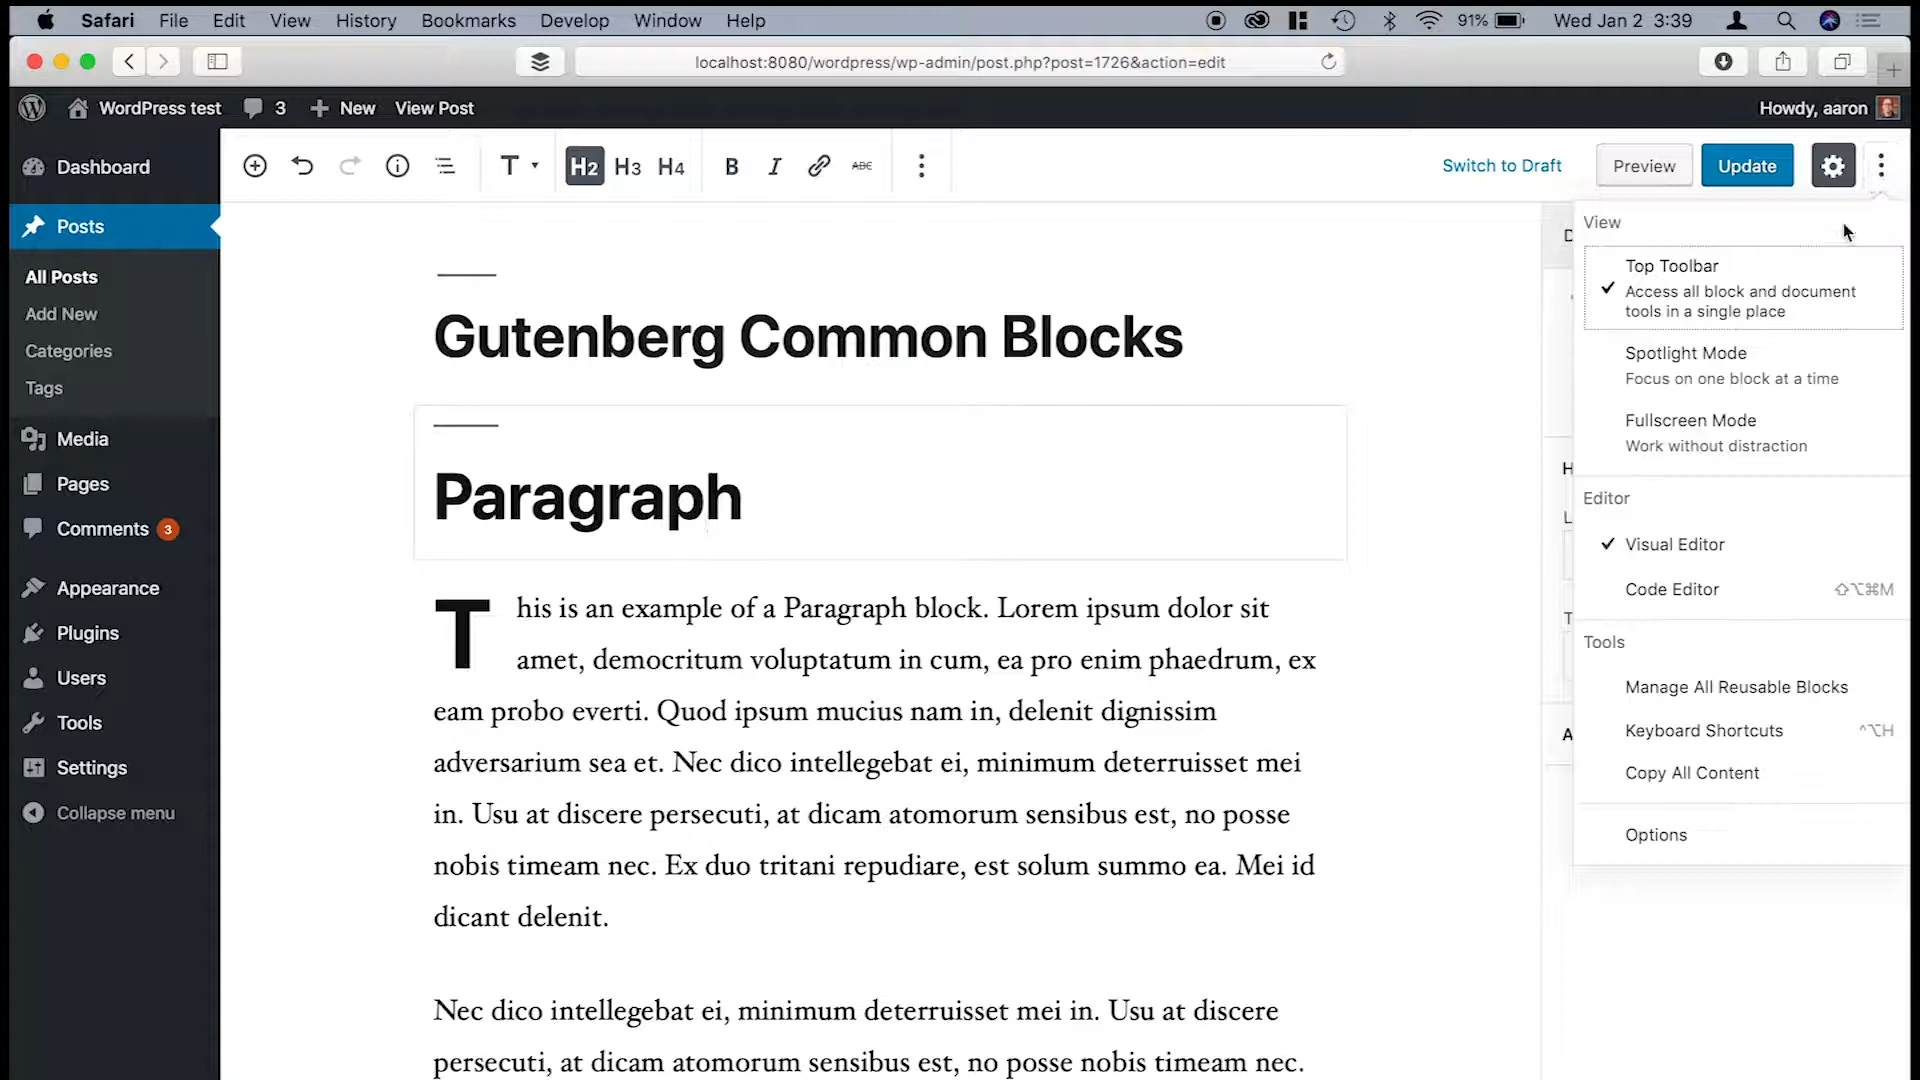 Safari File Edit View History Bookmarks Develop Window Help 91% Wed Jan 2 3:39
localhost:8080/wordpress/wp-admin/post.php?post=1726&action=edit
WordPress test 3 New View Post Howdy, aaron
Dashboard
Posts
All Posts
Add New
Categories
Tags
Media
Pages
Comments 3
Appearance
Plugins
Users
Tools
Settings
Collapse menu
T H2 H3 H4 B I ABC
Switch to Draft Preview Update
Gutenberg Common Blocks
Paragraph
This is an example of a Paragraph block. Lorem ipsum dolor sit
amet, democritum voluptatum in cum, ea pro enim phaedrum, ex
eam probo everti. Quod ipsum mucius nam in, delenit dignissim
adversarium sea et. Nec dico intellegebat ei, minimum deterruisset mei
in. Usu at discere persecuti, at dicam atomorum sensibus est, no posse
nobis timeam nec. Ex duo tritani repudiare, est solum summo ea. Mei id
dicant delenit.
Nec dico intellegebat ei, minimum deterruisset mei in. Usu at discere
persecuti, at dicam atomorum sensibus est, no posse nobis timeam nec.
View
Top Toolbar
Access all block and document
tools in a single place
Spotlight Mode
Focus on one block at a time
Fullscreen Mode
Work without distraction
Editor
Visual Editor
Code Editor ⇧⌥⌘M
Tools
Manage All Reusable Blocks
Keyboard Shortcuts ^⌥H
Copy All Content
Options